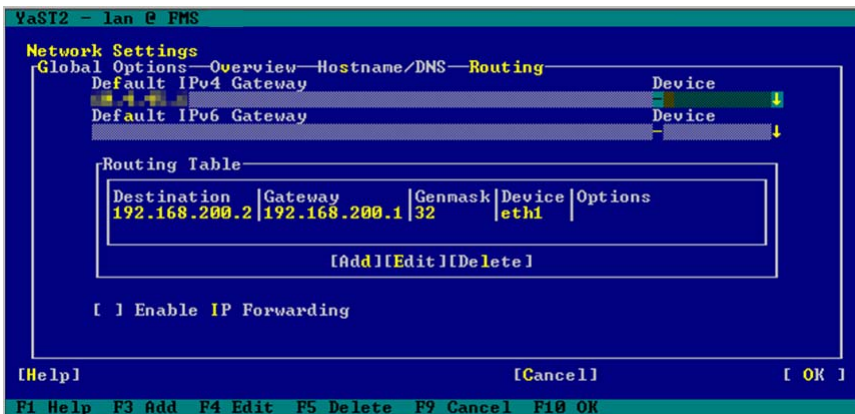 YaST2 - lan @ FMS
Network Settings
Global Options—Overview—Hostname/DNS—Routing
Default IPv4 Gateway Device
Default IPv6 Gateway Device
Routing Table
Destination |Gateway |Genmask|Device|Options
192.168.200.2|192.168.200.1|32 |eth1 |
[Add][Edit][Delete]
[ ] Enable IP Forwarding
[Help] [Cancel] [ OK ]
F1 Help F3 Add F4 Edit F5 Delete F9 Cancel F10 OK